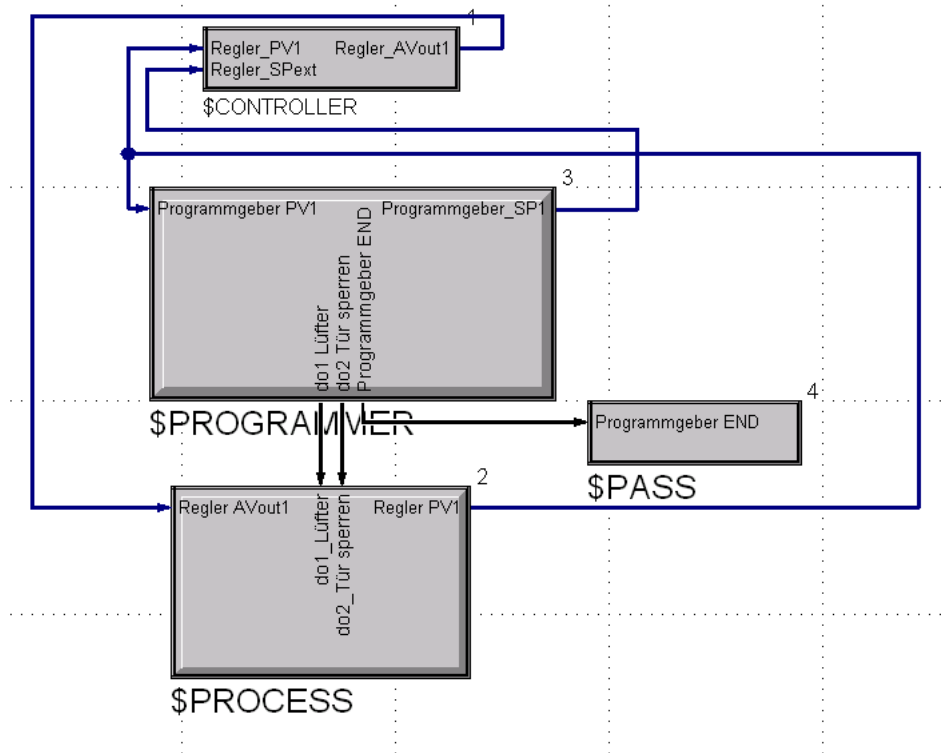 1
Regler_PV1 Regler_AVout1
Regler_SPext
$CONTROLLER
3
Programmgeber PV1 Programmgeber_SP1
do1 Lüfter
do2 Tür sperren
Programmgeber END
$PROGRAMMER
4
Programmgeber END
$PASS
2
Regler AVout1 Regler PV1
do1_Lüfter
do2_Tür sperren
$PROCESS